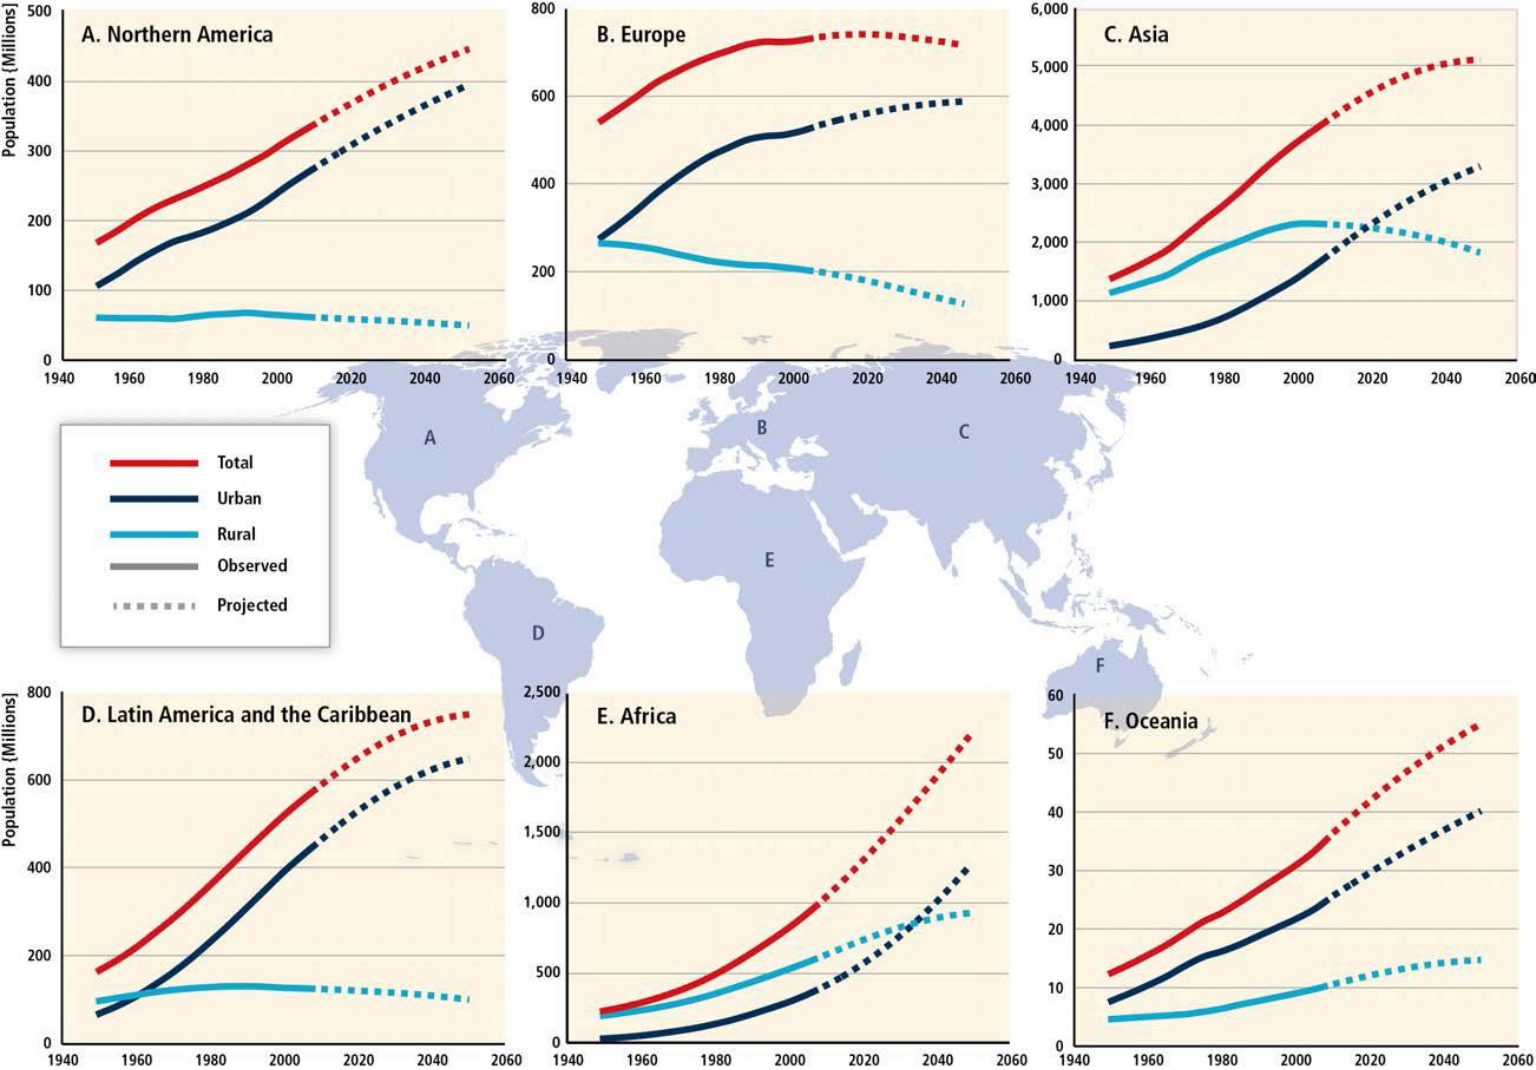 Population (Millions]
500
400
300
200
100
0
A. Northern America
1940 1960 1980 2000 2020 2040 2060
800
600
400
200
0
B. Europe
1940 1960 1980 2000 2020 2040 2060
6,000
5,000
4,000
3,000
2,000
1,000
0
C. Asia
1940 1960 1980 2000 2020 2040 2060
Total
Urban
Rural
Observed
Projected
A
B
C
D
E
F
Population (Millions]
800
600
400
200
0
D. Latin America and the Caribbean
1940 1960 1980 2000 2020 2040 2060
2,500
2,000
1,500
1,000
500
0
E. Africa
1940 1960 1980 2000 2020 2040 2060
60
50
40
30
20
10
0
F. Oceania
1940 1960 1980 2000 2020 2040 2060